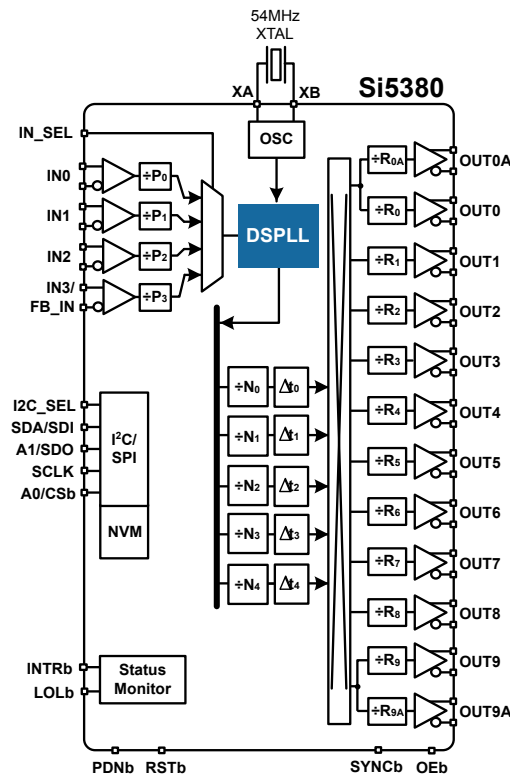 54MHz
XTAL
XA
XB
Si5380
IN_SEL
OSC
IN0
÷P₀
IN1
÷P₁
IN2
÷P₂
IN3/
FB_IN
÷P₃
DSPLL
÷N₀
Δt₀
÷N₁
Δt₁
÷N₂
Δt₂
÷N₃
Δt₃
÷N₄
Δt₄
I2C_SEL
SDA/SDI
A1/SDO
SCLK
A0/CSb
I²C/
SPI
NVM
INTRb
LOLb
Status
Monitor
÷R₀A
OUT0A
÷R₀
OUT0
÷R₁
OUT1
÷R₂
OUT2
÷R₃
OUT3
÷R₄
OUT4
÷R₅
OUT5
÷R₆
OUT6
÷R₇
OUT7
÷R₈
OUT8
÷R₉
OUT9
÷R₉A
OUT9A
PDNb
RSTb
SYNCb
OEb